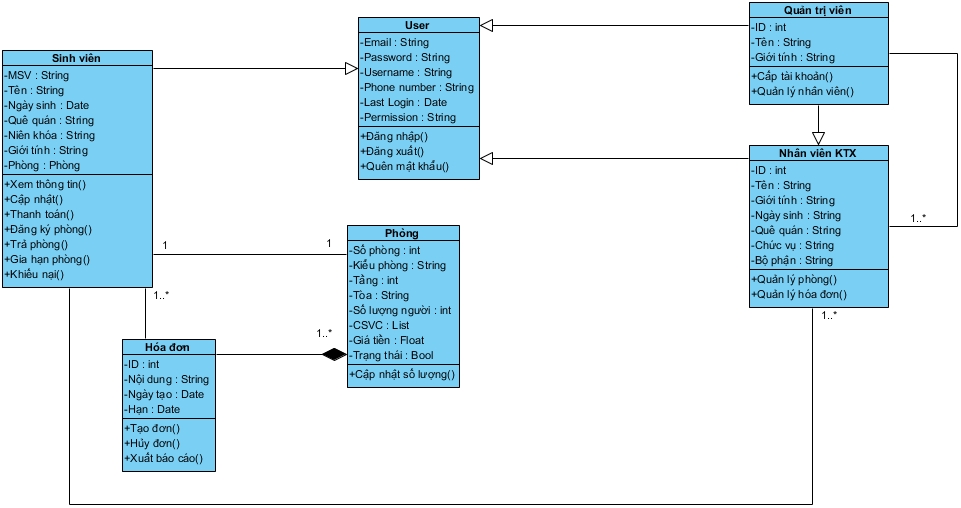 User
-Email : String
-Password : String
-Username : String
-Phone number : String
-Last Login : Date
-Permission : String
+Đăng nhập()
+Đăng xuất()
+Quên mật khẩu()
Quản trị viên
-ID : int
-Tên : String
-Giới tính : String
+Cấp tài khoản()
+Quản lý nhân viên()
Sinh viên
-MSV : String
-Tên : String
-Ngày sinh : Date
-Quê quán : String
-Niên khóa : String
-Giới tính : String
-Phòng : Phòng
+Xem thông tin()
+Cập nhật()
+Thanh toán()
+Đăng ký phòng()
+Trả phòng()
+Gia hạn phòng()
+Khiếu nại()
Nhân viên KTX
-ID : int
-Tên : String
-Giới tính : String
-Ngày sinh : String
-Quê quán : String
-Chức vụ : String
-Bộ phận : String
+Quản lý phòng()
+Quản lý hóa đơn()
1..*
1..*
1
1
Phòng
-Số phòng : int
-Kiểu phòng : String
-Tầng : int
-Tòa : String
-Số lượng người : int
-CSVC : List
-Giá tiền : Float
-Trạng thái : Bool
+Cập nhật số lượng()
1..*
1..*
Hóa đơn
-ID : int
-Nội dung : String
-Ngày tạo : Date
-Hạn : Date
+Tạo đơn()
+Hủy đơn()
+Xuất báo cáo()